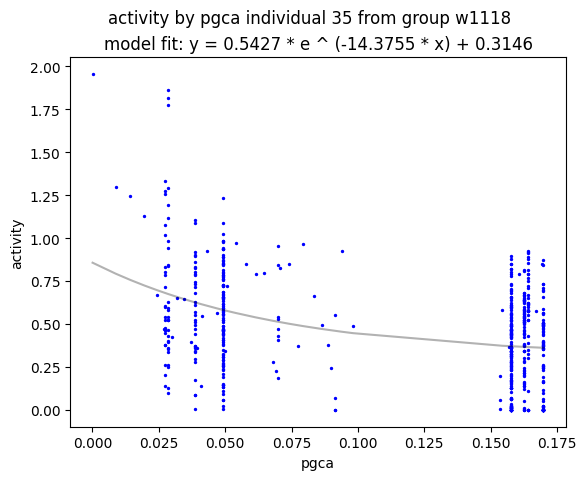 activity by pgca individual 35 from group w1118
model fit: y = 0.5427 * e ^ (-14.3755 * x) + 0.3146
2.00
1.75
1.50
1.25
1.00
0.75
0.50
0.25
0.00
activity
0.000 0.025 0.050 0.075 0.100 0.125 0.150 0.175
pgca